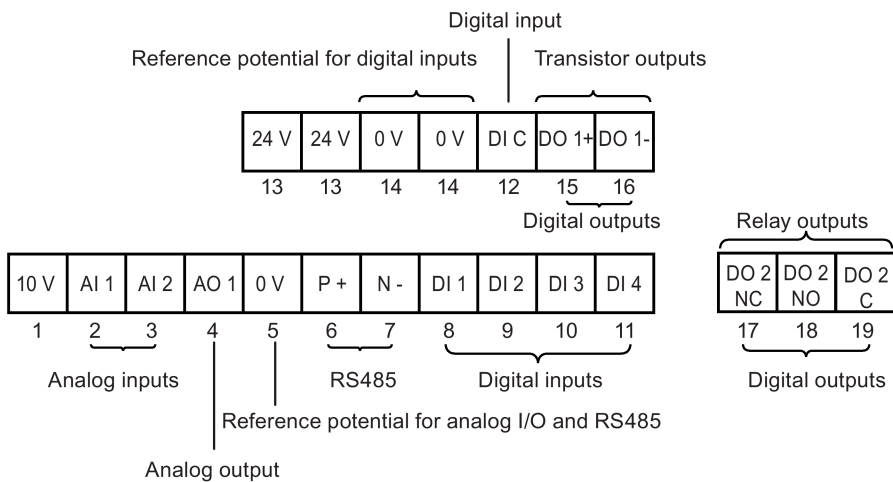 Digital input
Reference potential for digital inputs Transistor outputs
24 V 24 V 0 V 0 V DI C DO 1+ DO 1-
13 13 14 14 12 15 16
Digital outputs
Relay outputs
10 V AI 1 AI 2 AO 1 0 V P + N - DI 1 DI 2 DI 3 DI 4
DO 2 NC DO 2 NO DO 2 C
1 2 3 4 5 6 7 8 9 10 11 17 18 19
Analog inputs RS485 Digital inputs Digital outputs
Reference potential for analog I/O and RS485
Analog output